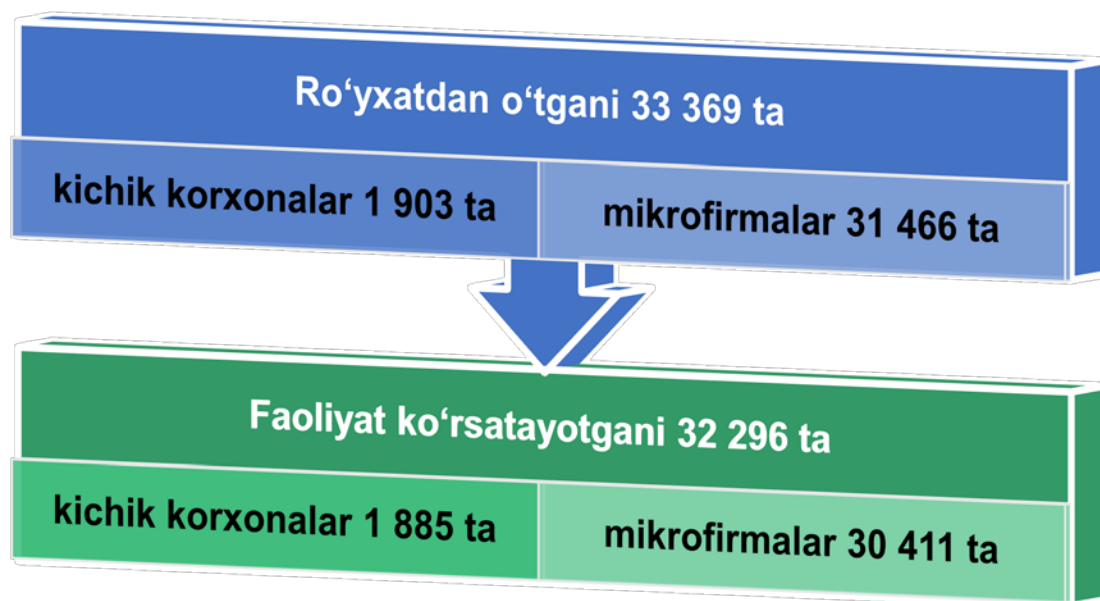 Ro‘yxatdan o‘tgani 33 369 ta
kichik korxonalar 1 903 ta
mikrofirmalar 31 466 ta
Faoliyat ko‘rsatayotgani 32 296 ta
kichik korxonalar 1 885 ta
mikrofirmalar 30 411 ta